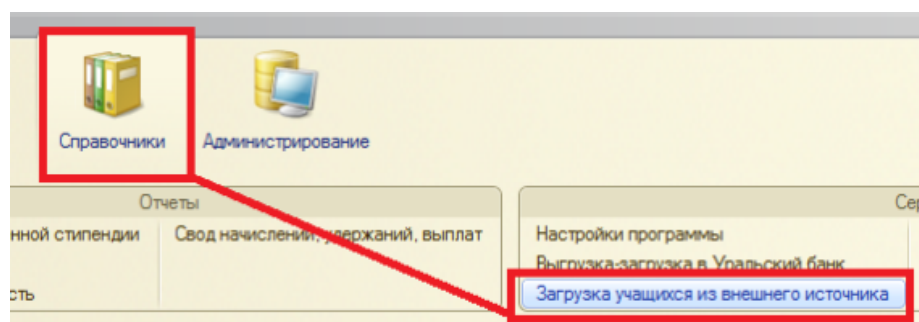 Справочники
Администрирование
Отчеты
нной стипендии
Свод начислений, удержаний, выплат
сть
Сер
Настройки программы
Выгрузка-загрузка в Уральский банк
Загрузка учащихся из внешнего источника